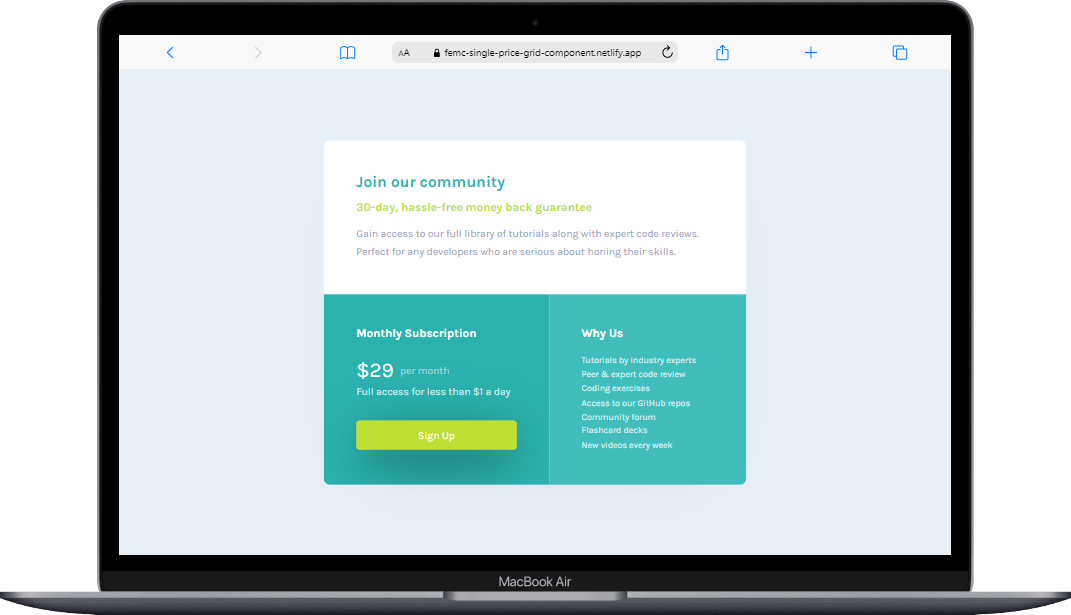 AA femc-single-price-grid-component.netlify.app
Join our community
30-day, hassle-free money back guarantee
Gain access to our full library of tutorials along with expert code reviews.
Perfect for any developers who are serious about honing their skills.
Monthly Subscription
$29 per month
Full access for less than $1 a day
Sign Up
Why Us
Tutorials by industry experts
Peer & expert code review
Coding exercises
Access to our GitHub repos
Community forum
Flashcard decks
New videos every week
MacBook Air